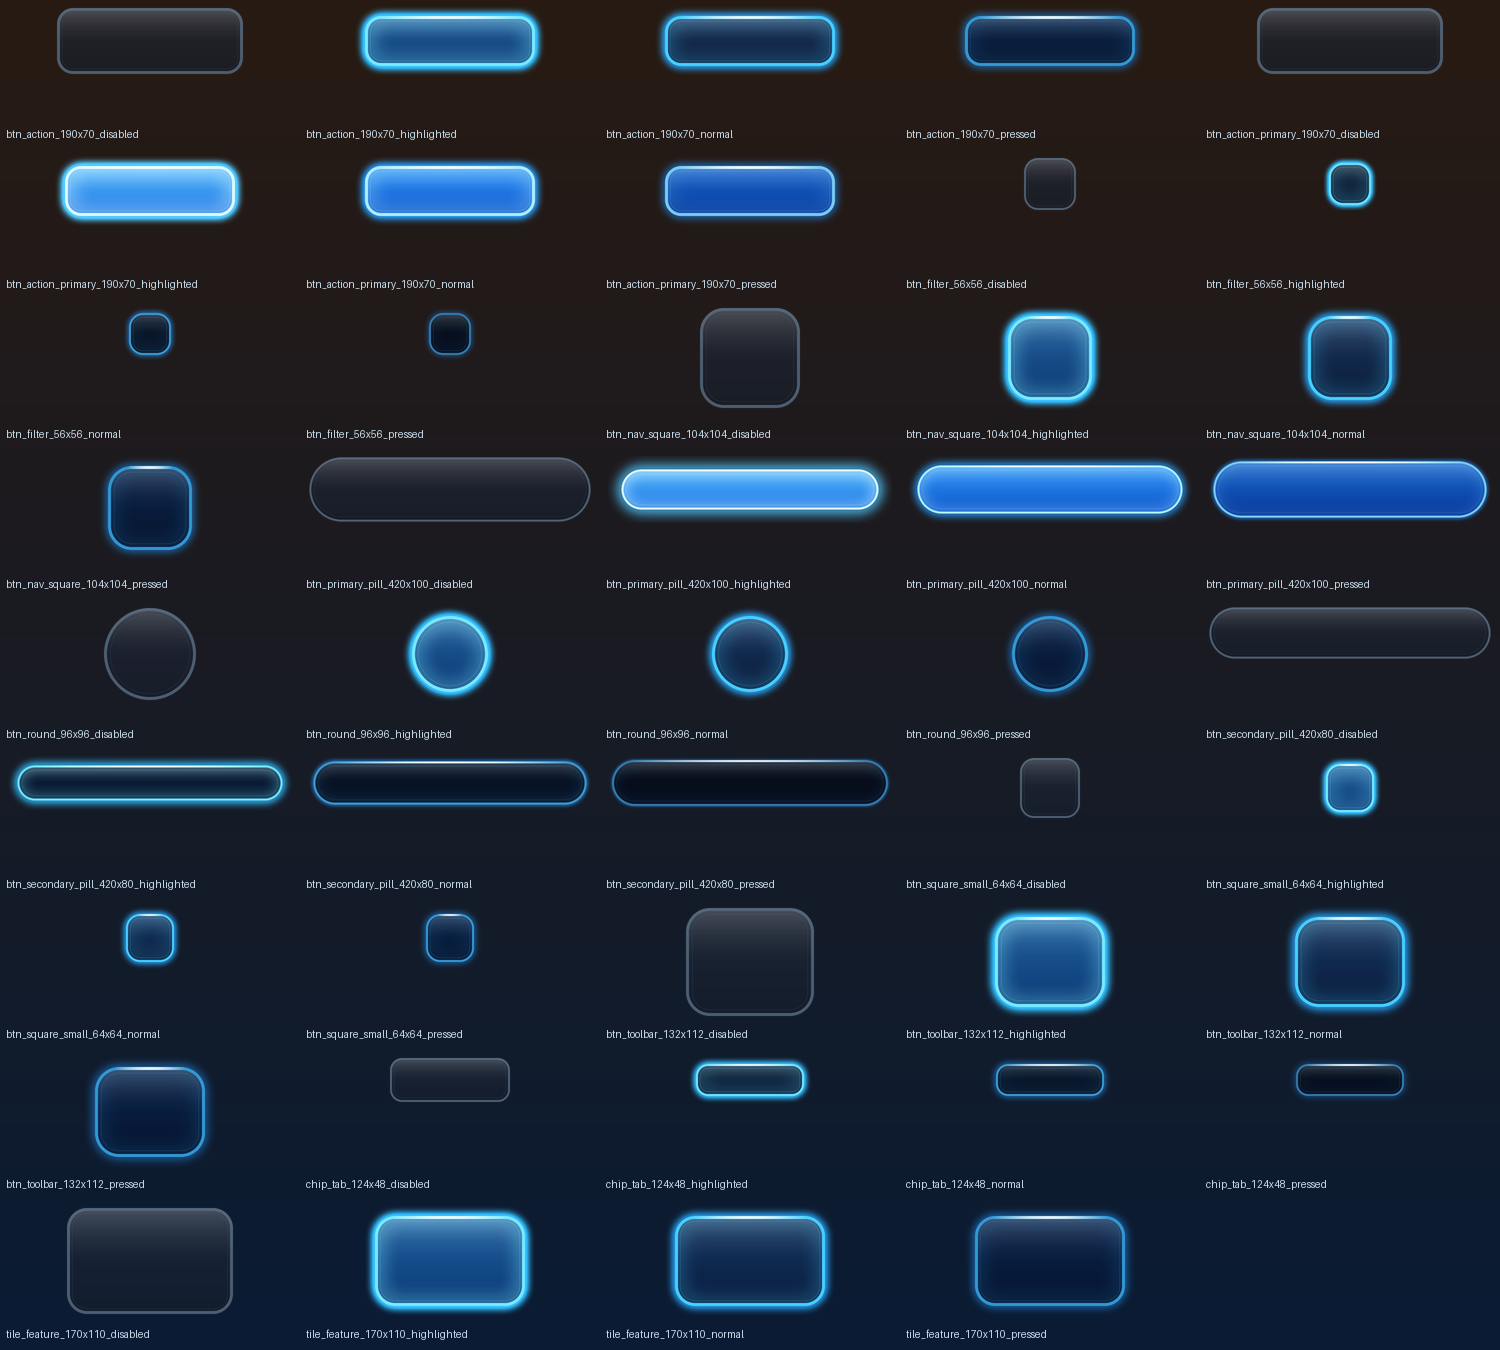 btn_action_190x70_disabled
btn_action_190x70_highlighted
btn_action_190x70_normal
btn_action_190x70_pressed
btn_action_primary_190x70_disabled
btn_action_primary_190x70_highlighted
btn_action_primary_190x70_normal
btn_action_primary_190x70_pressed
btn_filter_56x56_disabled
btn_filter_56x56_highlighted
btn_filter_56x56_normal
btn_filter_56x56_pressed
btn_nav_square_104x104_disabled
btn_nav_square_104x104_highlighted
btn_nav_square_104x104_normal
btn_nav_square_104x104_pressed
btn_primary_pill_420x100_disabled
btn_primary_pill_420x100_highlighted
btn_primary_pill_420x100_normal
btn_primary_pill_420x100_pressed
btn_round_96x96_disabled
btn_round_96x96_highlighted
btn_round_96x96_normal
btn_round_96x96_pressed
btn_secondary_pill_420x80_disabled
btn_secondary_pill_420x80_highlighted
btn_secondary_pill_420x80_normal
btn_secondary_pill_420x80_pressed
btn_square_small_64x64_disabled
btn_square_small_64x64_highlighted
btn_square_small_64x64_normal
btn_square_small_64x64_pressed
btn_toolbar_132x112_disabled
btn_toolbar_132x112_highlighted
btn_toolbar_132x112_normal
btn_toolbar_132x112_pressed
chip_tab_124x48_disabled
chip_tab_124x48_highlighted
chip_tab_124x48_normal
chip_tab_124x48_pressed
tile_feature_170x110_disabled
tile_feature_170x110_highlighted
tile_feature_170x110_normal
tile_feature_170x110_pressed